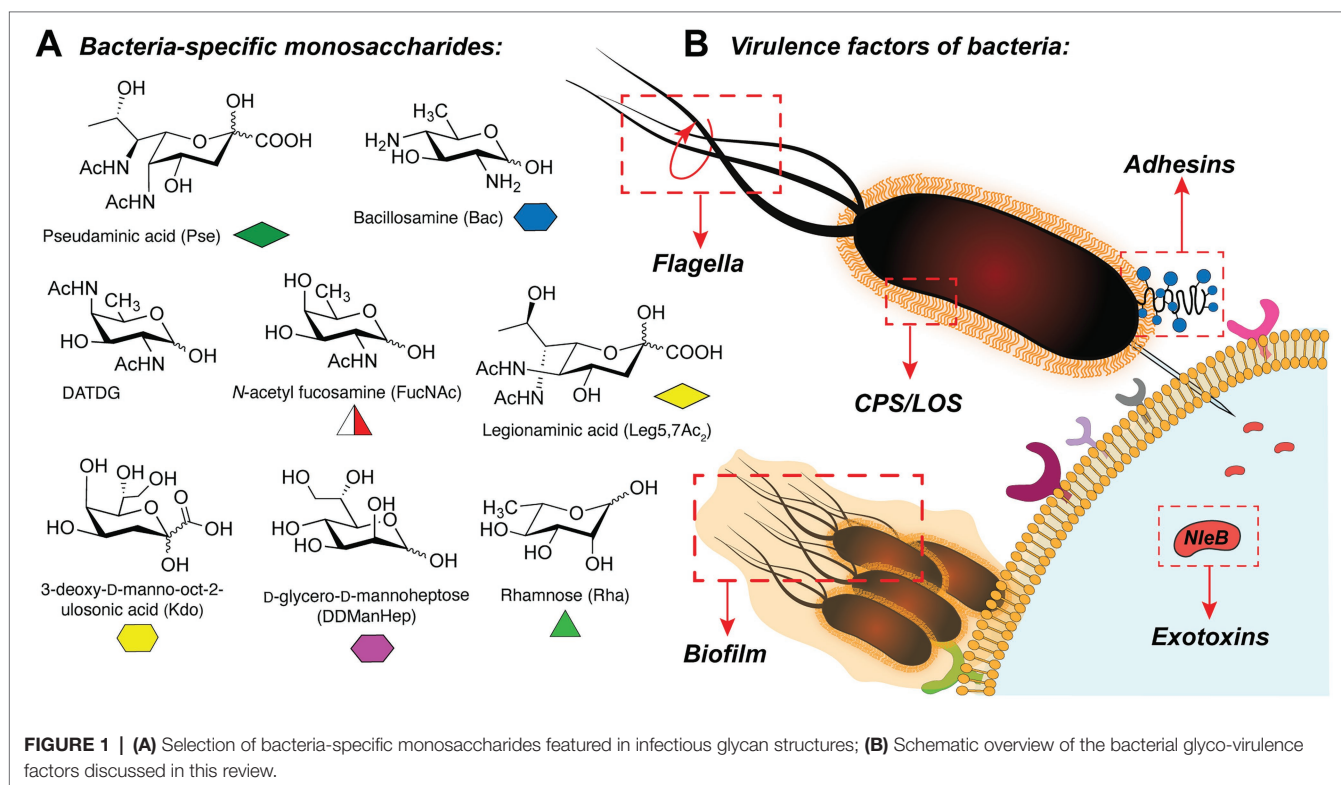 A Bacteria-specific monosaccharides:
OH
OH
O
COOH
AcHN
OH
AcHN
Pseudaminic acid (Pse)
H₃C
NH₂
O
HO
OH
NH₂
Bacillosamine (Bac)
AcHN
CH₃
O
HO
AcHN
OH
DATDG
OH
CH₃
O
HO
AcHN
OH
N-acetyl fucosamine (FucNAc)
HO
OH
O
COOH
AcHN
AcHN
OH
Legionaminic acid (Leg5,7Ac₂)
OH
OH
OH
O
O
HO
OH
OH
3-deoxy-D-manno-oct-2-
ulosonic acid (Kdo)
HO
OH
HO
OH
O
HO
OH
D-glycero-D-mannoheptose
(DDManHep)
OH
H₃C
O
HO
HO
OH
Rhamnose (Rha)
B Virulence factors of bacteria:
Adhesins
Flagella
CPS/LOS
NleB
Biofilm
Exotoxins
FIGURE 1 | (A) Selection of bacteria-specific monosaccharides featured in infectious glycan structures; (B) Schematic overview of the bacterial glyco-virulence
factors discussed in this review.